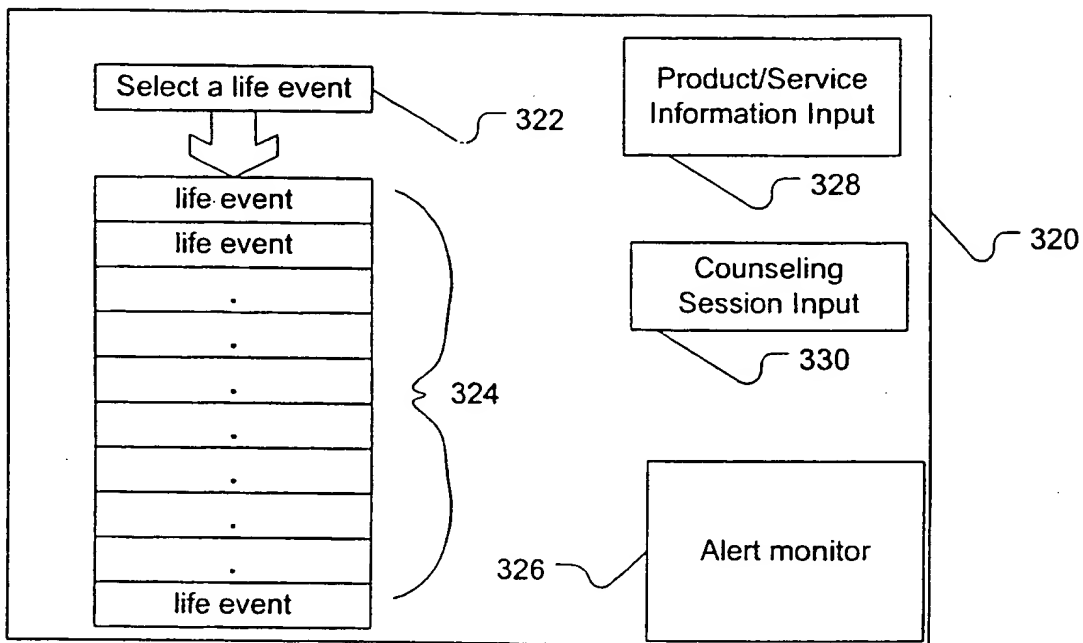 Select a life event
322
life event
life event
.
.
.
.
.
.
.
life event
324
Product/Service
Information Input
328
320
Counseling
Session Input
330
326
Alert monitor